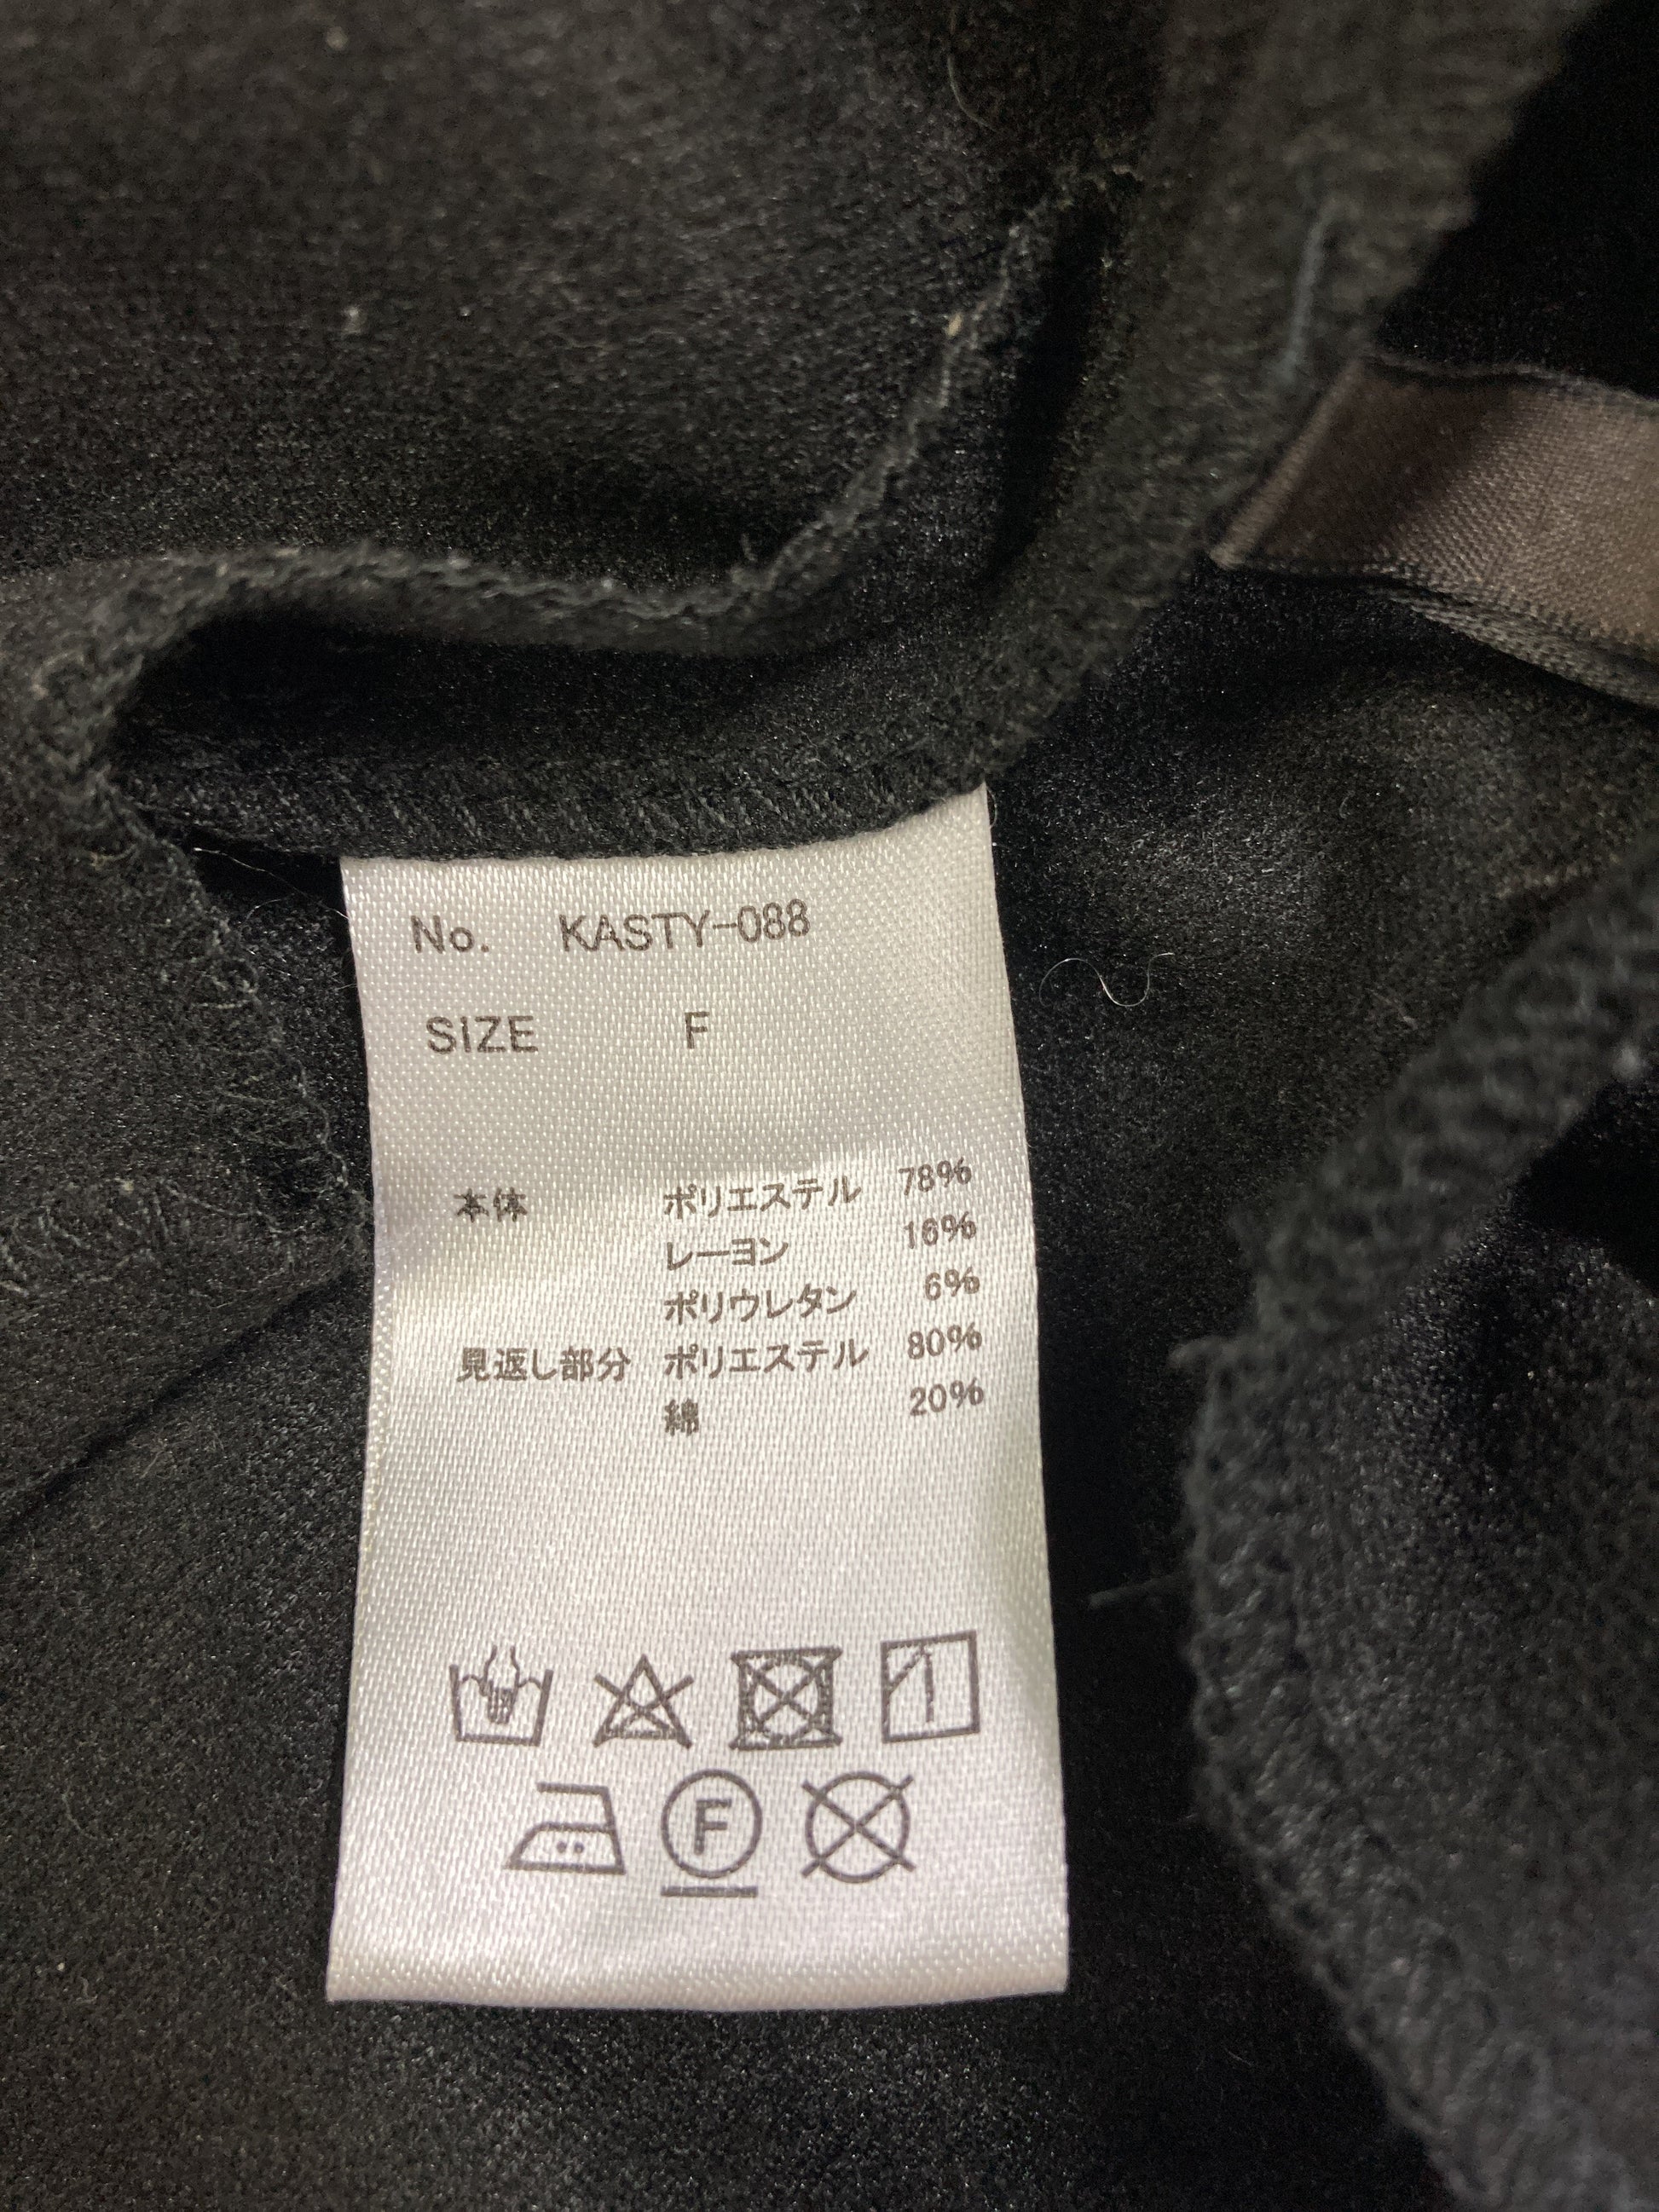 No. KASTY-088
SIZE F
本体 ポリエステル 78%
レーヨン 16%
ポリウレタン 6%
見返し部分 ポリエステル 80%
綿 20%
F